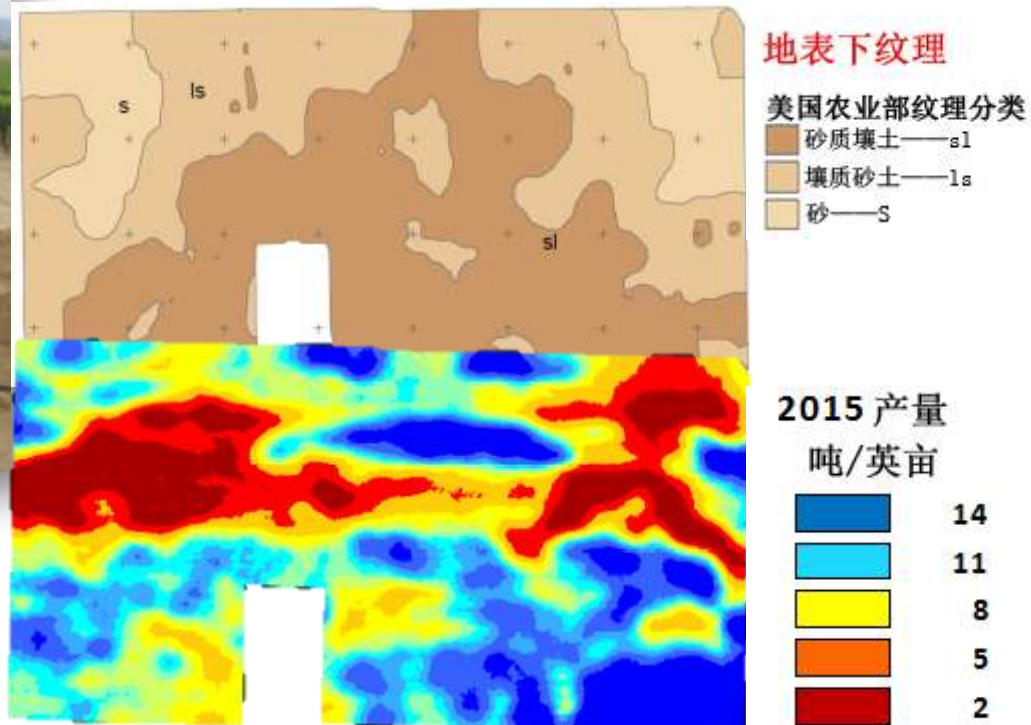 s
ls
sl
地表下纹理
美国农业部纹理分类
砂质壤土——sl
壤质砂土——ls
砂——S
2015 产量
吨/英亩
14
11
8
5
2